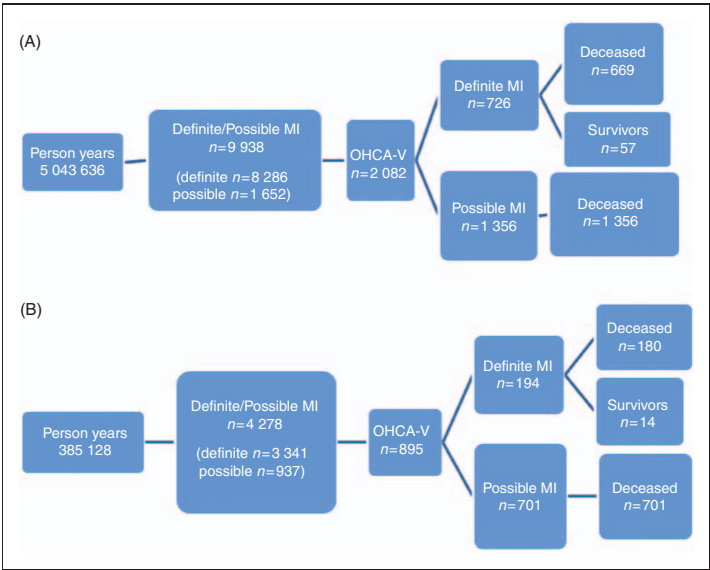 (A)
Person years
5 043 636
Definite/Possible MI
n=9 938
(definite n=8 286
possible n=1 652)
OHCA-V
n=2 082
Definite MI
n=726
Deceased
n=669
Survivors
n=57
Possible MI
n=1 356
Deceased
n=1 356
(B)
Person years
385 128
Definite/Possible MI
n=4 278
(definite n=3 341
possible n=937)
OHCA-V
n=895
Definite MI
n=194
Deceased
n=180
Survivors
n=14
Possible MI
n=701
Deceased
n=701